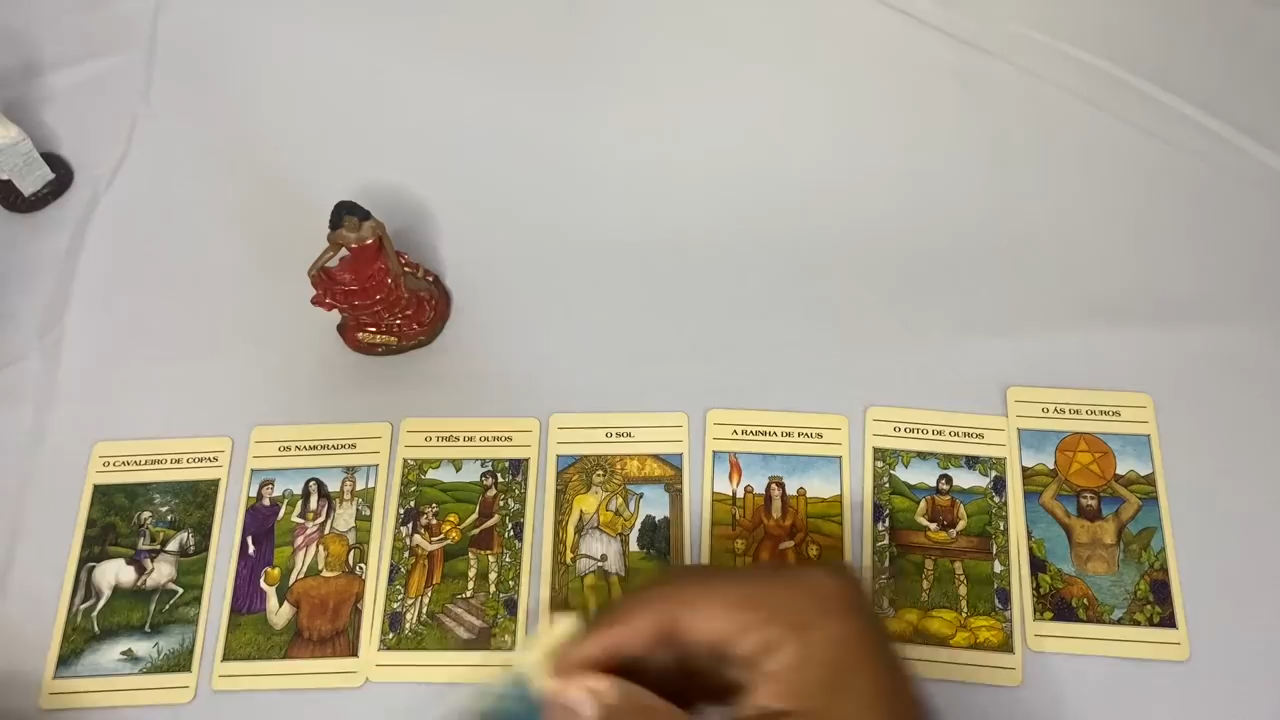 O CAVALEIRO DE COPAS
OS NAMORADOS
O TRÊS DE OUROS
O SOL
A RAINHA DE PAUS
O OITO DE OUROS
O ÁS DE OUROS